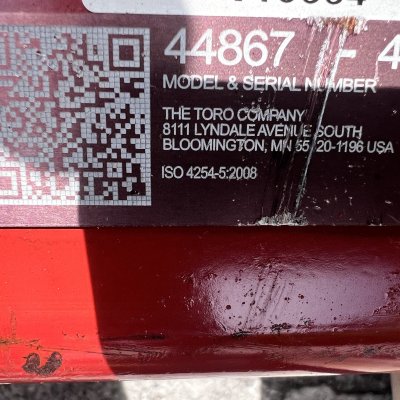 44867 - 4
MODEL & SERIAL NUMBER
THE TORO COMPANY
8111 LYNDALE AVENUE SOUTH
BLOOMINGTON, MN 55420-1196 USA
ISO 4254-5:2008